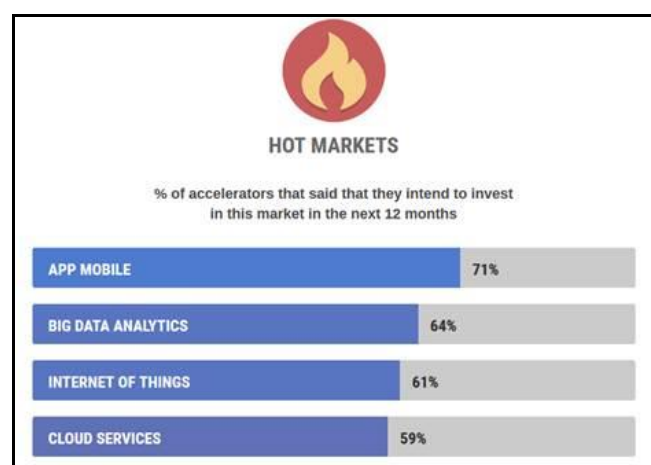 HOT MARKETS
% of accelerators that said that they intend to invest
in this market in the next 12 months
APP MOBILE 71%
BIG DATA ANALYTICS 64%
INTERNET OF THINGS 61%
CLOUD SERVICES 59%